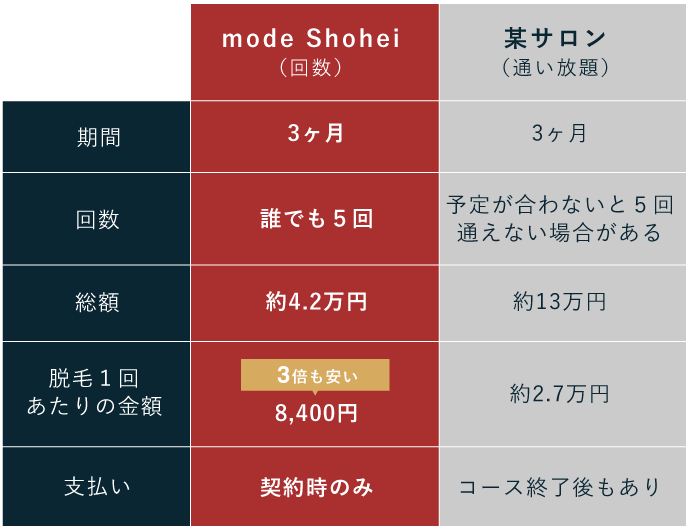 mode Shohei
（回数）
某サロン
（通い放題）
期間
3ヶ月
3ヶ月
回数
誰でも５回
予定が合わないと５回
通えない場合がある
総額
約4.2万円
約13万円
脱毛１回
あたりの金額
3倍も安い
8,400円
約2.7万円
支払い
契約時のみ
コース終了後もあり